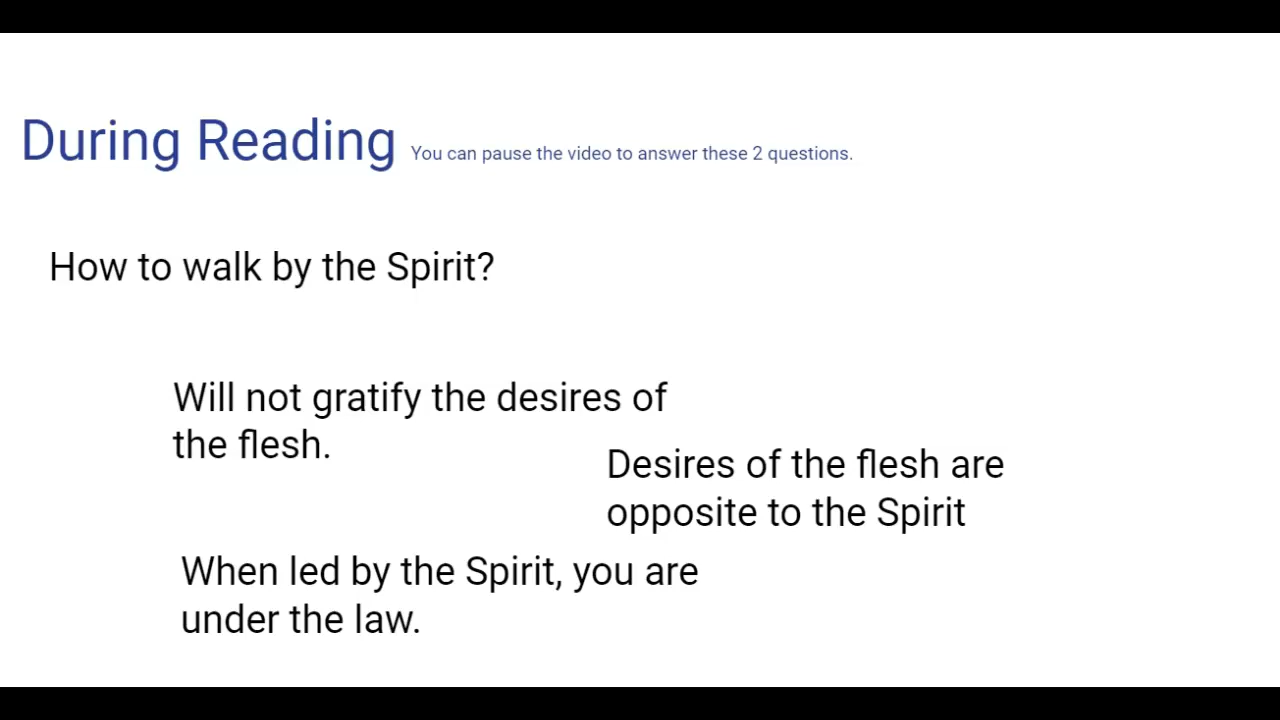 During Reading You can pause the video to answer these 2 questions.
How to walk by the Spirit?
Will not gratify the desires of
the flesh.
Desires of the flesh are
opposite to the Spirit
When led by the Spirit, you are
under the law.